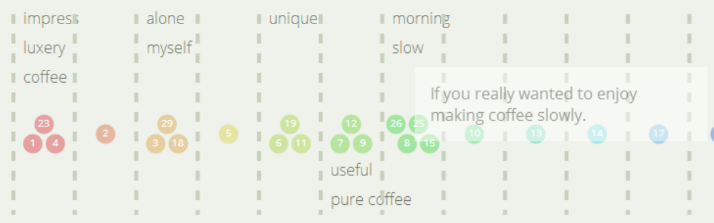 impress alone unique morning
luxery myself slow
coffee
If you really wanted to enjoy
making coffee slowly.
23 29 19 12 26 25
1 4 2 3 18 5 6 11 7 9 8 15 10 13 14 17
useful
pure coffee